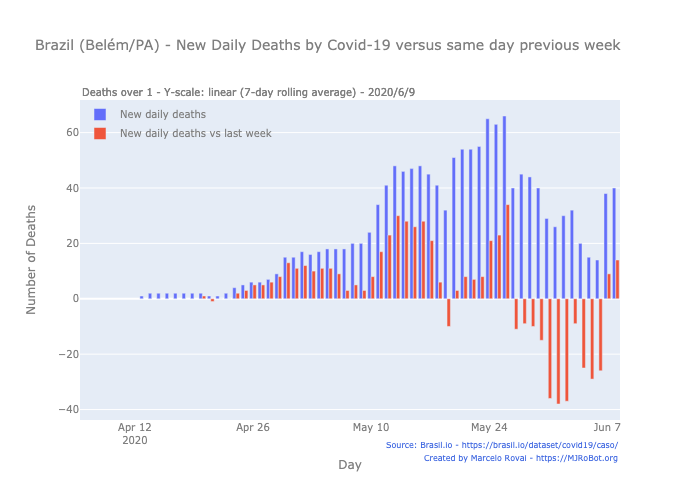 Brazil (Belém/PA) - New Daily Deaths by Covid-19 versus same day previous week
Deaths over 1 - Y-scale: linear (7-day rolling average) - 2020/6/9
New daily deaths
New daily deaths vs last week
60
40
20
0
−20
−40
Number of Deaths
Apr 12
2020
Apr 26
May 10
May 24
Jun 7
Day
Source: Brasil.io - https://brasil.io/dataset/covid19/caso/
Created by Marcelo Rovai - https://MJRoBot.org